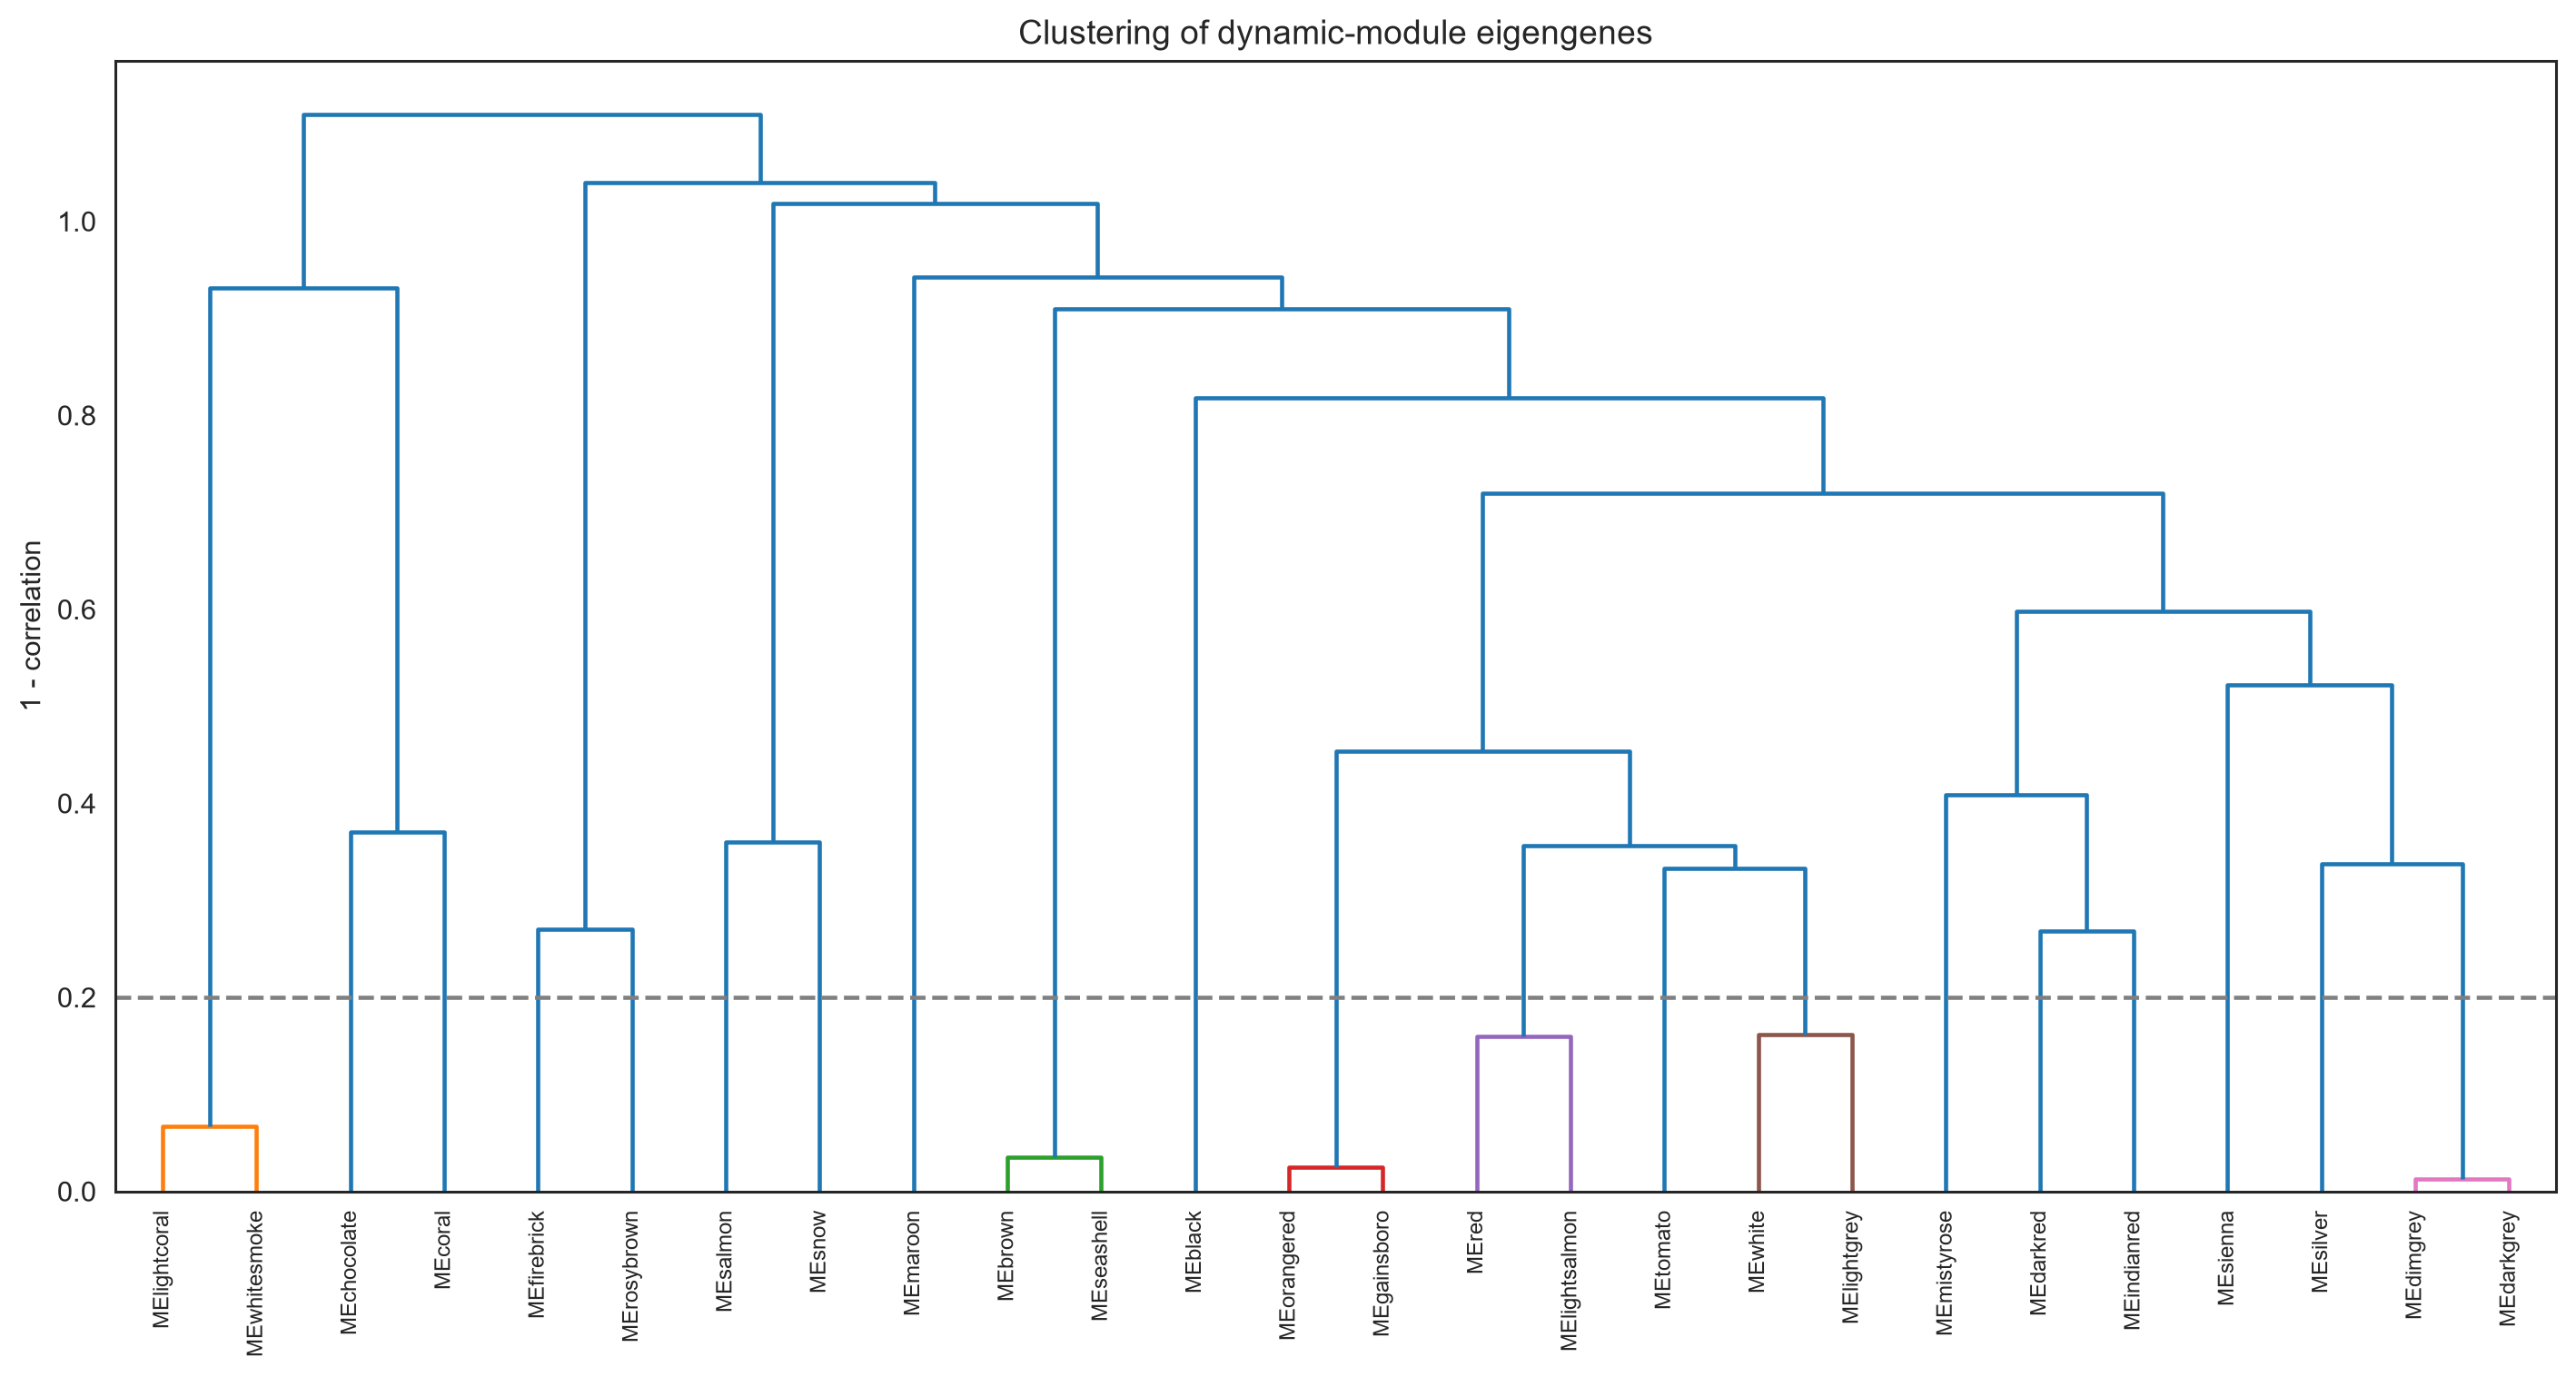 Clustering of dynamic-module eigengenes
1 - correlation
1.0
0.8
0.6
0.4
0.2
0.0
MElightcoral
MEwhitesmoke
MEchocolate
MEcoral
MEfirebrick
MErosybrown
MEsalmon
MEsnow
MEmaroon
MEbrown
MEseashell
MEblack
MEorangered
MEgainsboro
MEred
MElightsalmon
MEtomato
MEwhite
MElightgrey
MEmistyrose
MEdarkred
MEindianred
MEsienna
MEsilver
MEdimgrey
MEdarkgrey